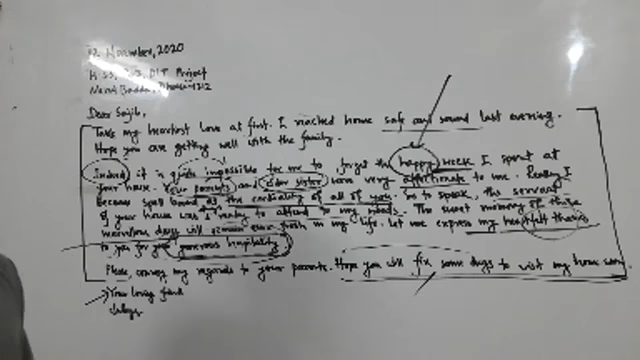 November, 2020
Project
Dear Sajib,
Take my heartiest love at first. I reached home safe and sound last evening.
Hope you are getting well with the family.
Indeed, it is quite impossible for me to forget the happy week I spent at
your house. Your parents and elder sister were very affectionate to me. Really I
became spell bound at the cordiality of all of you. So to speak, the servant
of your house was ready to attend to my needs. The sweet memory of those
marvelous days will remain ever fresh in my life. Let me express my heartfelt thanks
to you for your generous hospitality.
Please, convey my regards to your parents. Hope you will fix some days to visit my home soon.
Your loving friend